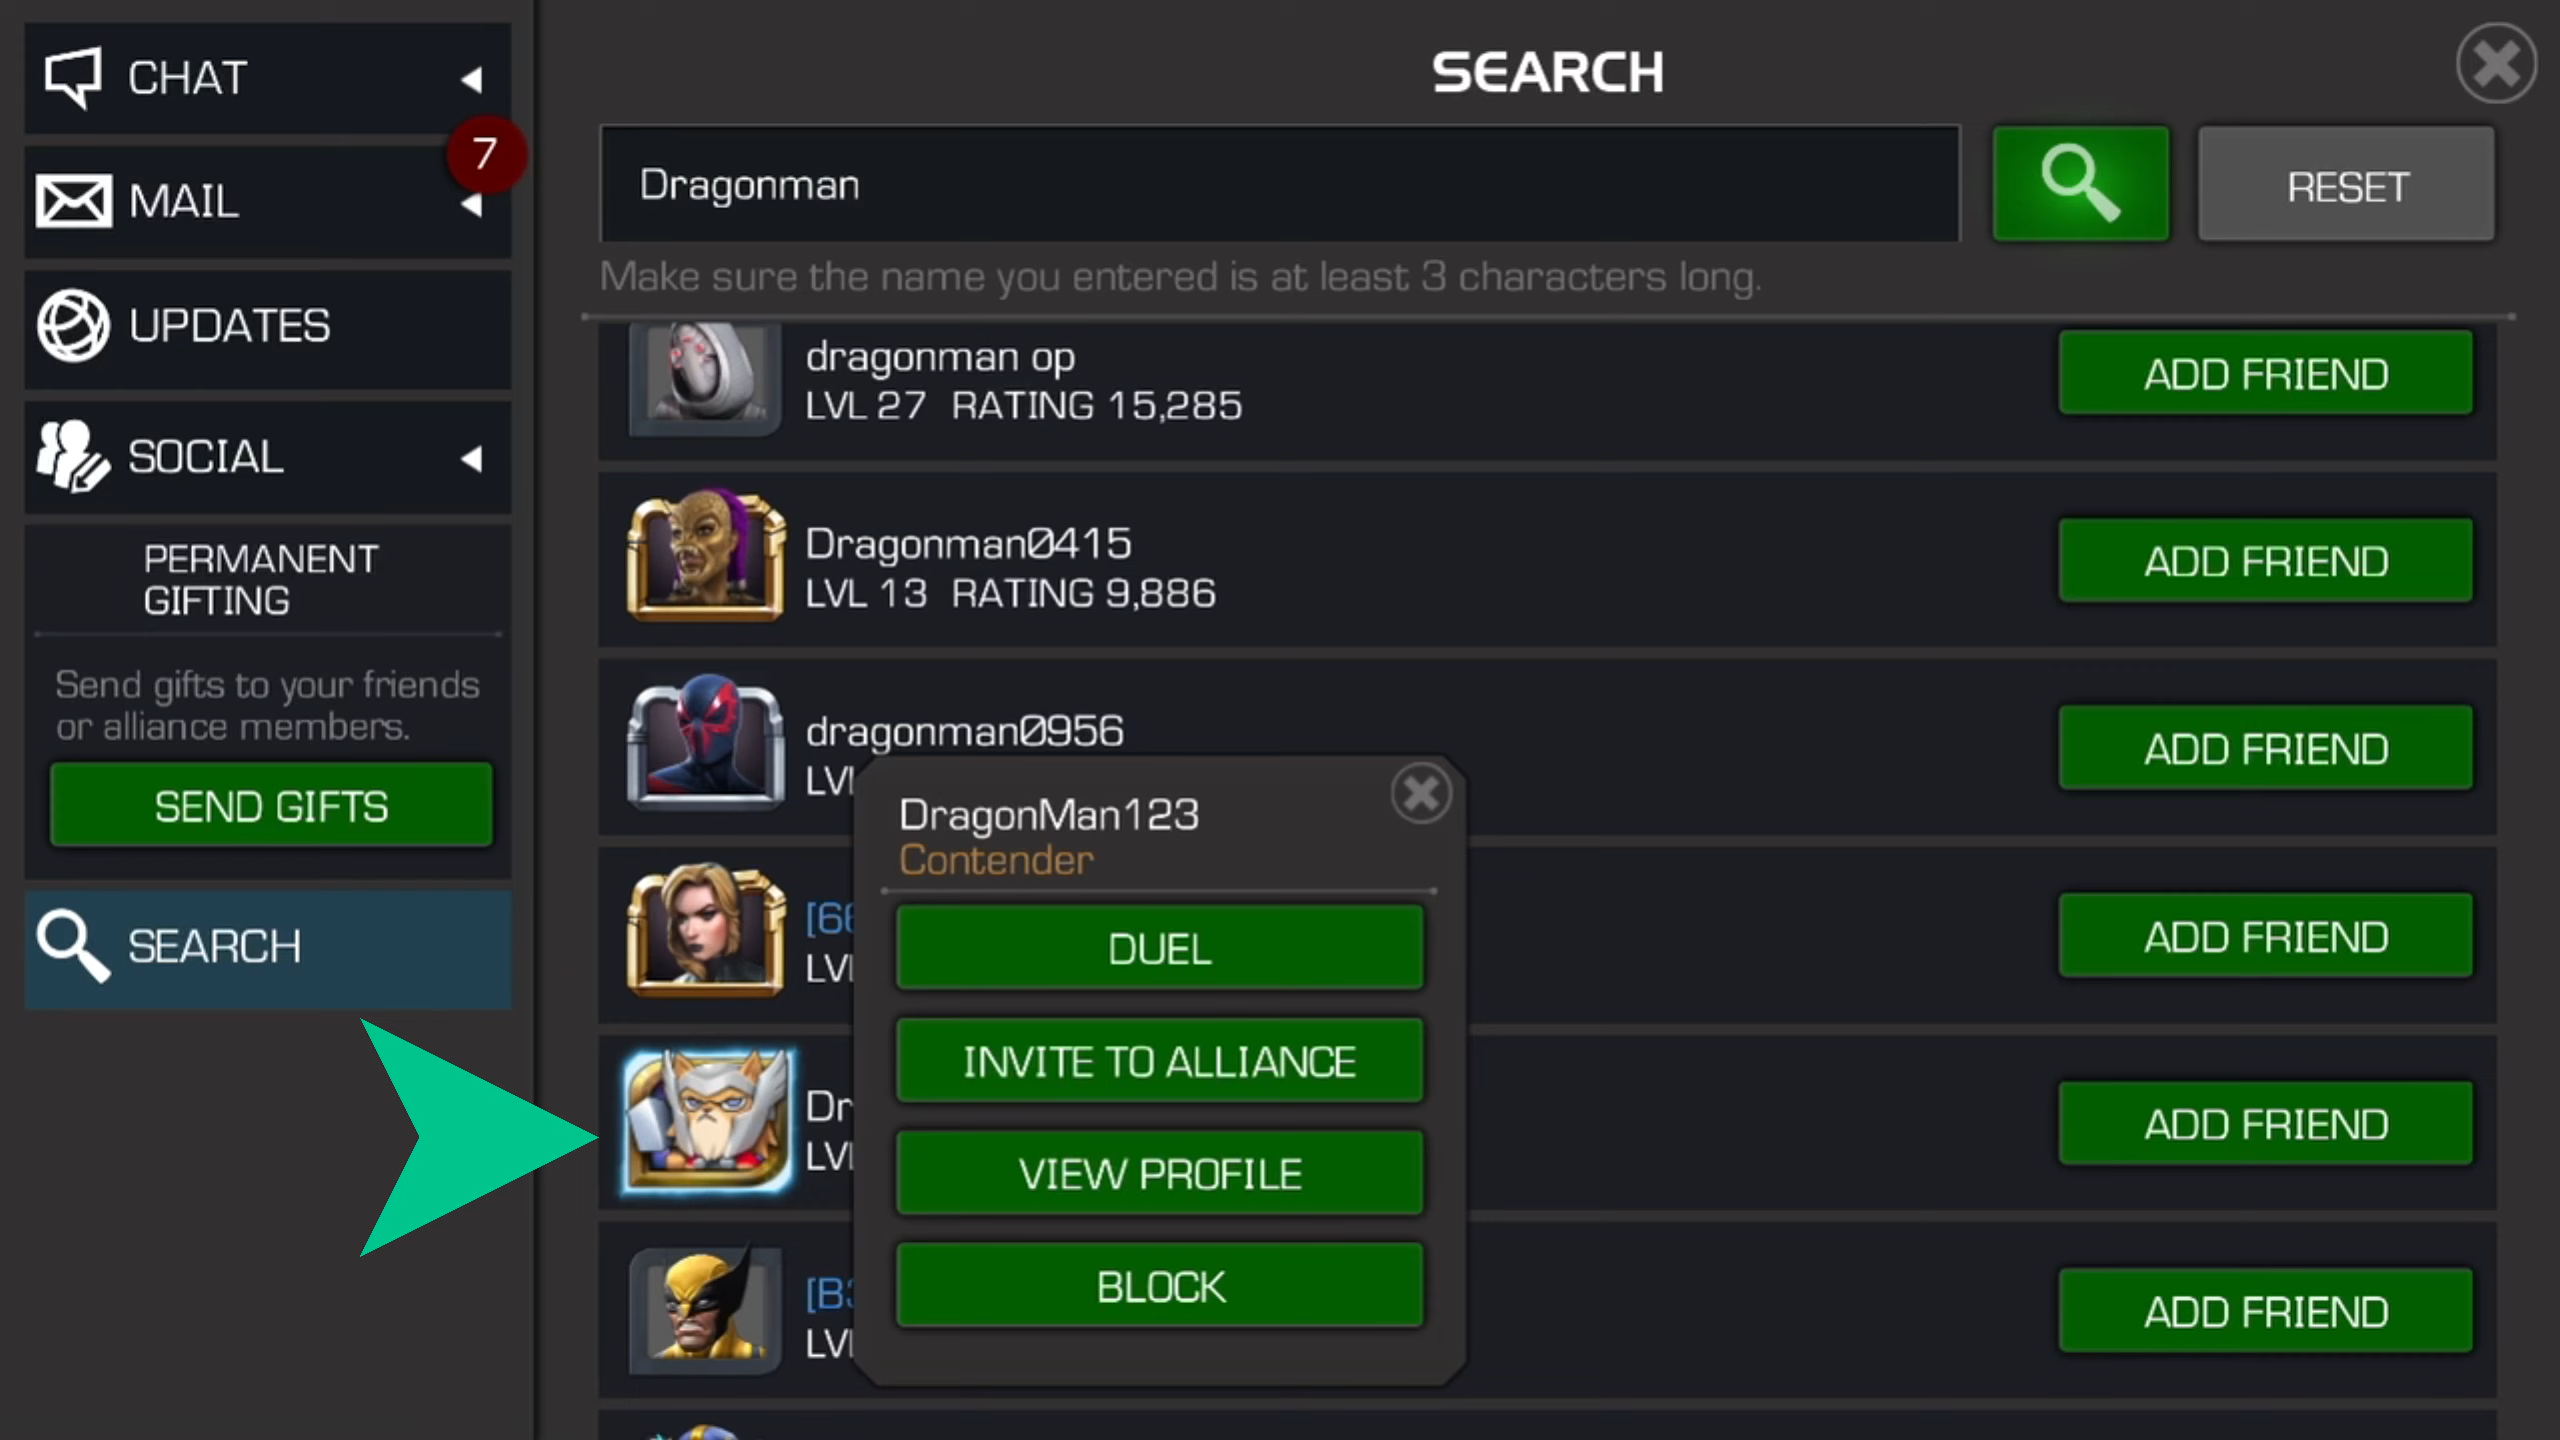 CHAT
7
MAIL
UPDATES
SOCIAL
PERMANENT
GIFTING
Send gifts to your friends
or alliance members.
SEND GIFTS
SEARCH
SEARCH
Dragonman
RESET
Make sure the name you entered is at least 3 characters long.
dragonman op
LVL 27 RATING 15,285
ADD FRIEND
Dragonman0415
LVL 13 RATING 9,886
ADD FRIEND
dragonman0956
ADD FRIEND
ADD FRIEND
ADD FRIEND
ADD FRIEND
DragonMan123
Contender
DUEL
INVITE TO ALLIANCE
VIEW PROFILE
BLOCK